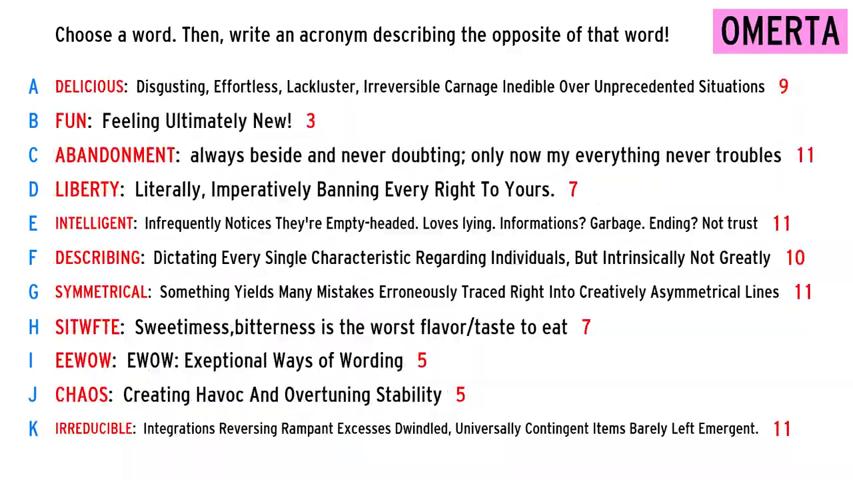 Choose a word. Then, write an acronym describing the opposite of that word! OMERTA
A DELICIOUS: Disgusting, Effortless, Lackluster, Irreversible Carnage Inedible Over Unprecedented Situations 9
B FUN: Feeling Ultimately New! 3
C ABANDONMENT: always beside and never doubting; only now my everything never troubles 11
D LIBERTY: Literally, Imperatively Banning Every Right To Yours. 7
E INTELLIGENT: Infrequently Notices They're Empty-headed. Loves lying. Informations? Garbage. Ending? Not trust 11
F DESCRIBING: Dictating Every Single Characteristic Regarding Individuals, But Intrinsically Not Greatly 10
G SYMMETRICAL: Something Yields Many Mistakes Erroneously Traced Right Into Creatively Asymmetrical Lines 11
H SITWFTE: Sweetimess,bitterness is the worst flavor/taste to eat 7
I EEWOW: EWOW: Exeptional Ways of Wording 5
J CHAOS: Creating Havoc And Overtuning Stability 5
K IRREDUCIBLE: Integrations Reversing Rampant Excesses Dwindled, Universally Contingent Items Barely Left Emergent. 11